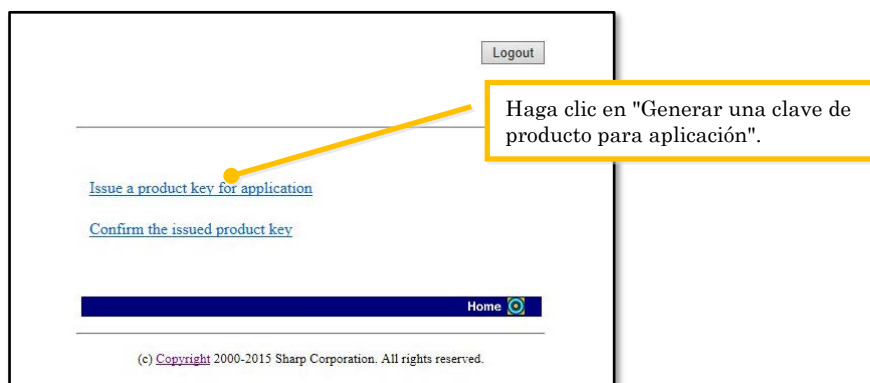 Logout
Haga clic en "Generar una clave de
producto para aplicación".
Issue a product key for application
Confirm the issued product key
Home
(c) Copyright 2000-2015 Sharp Corporation. All rights reserved.